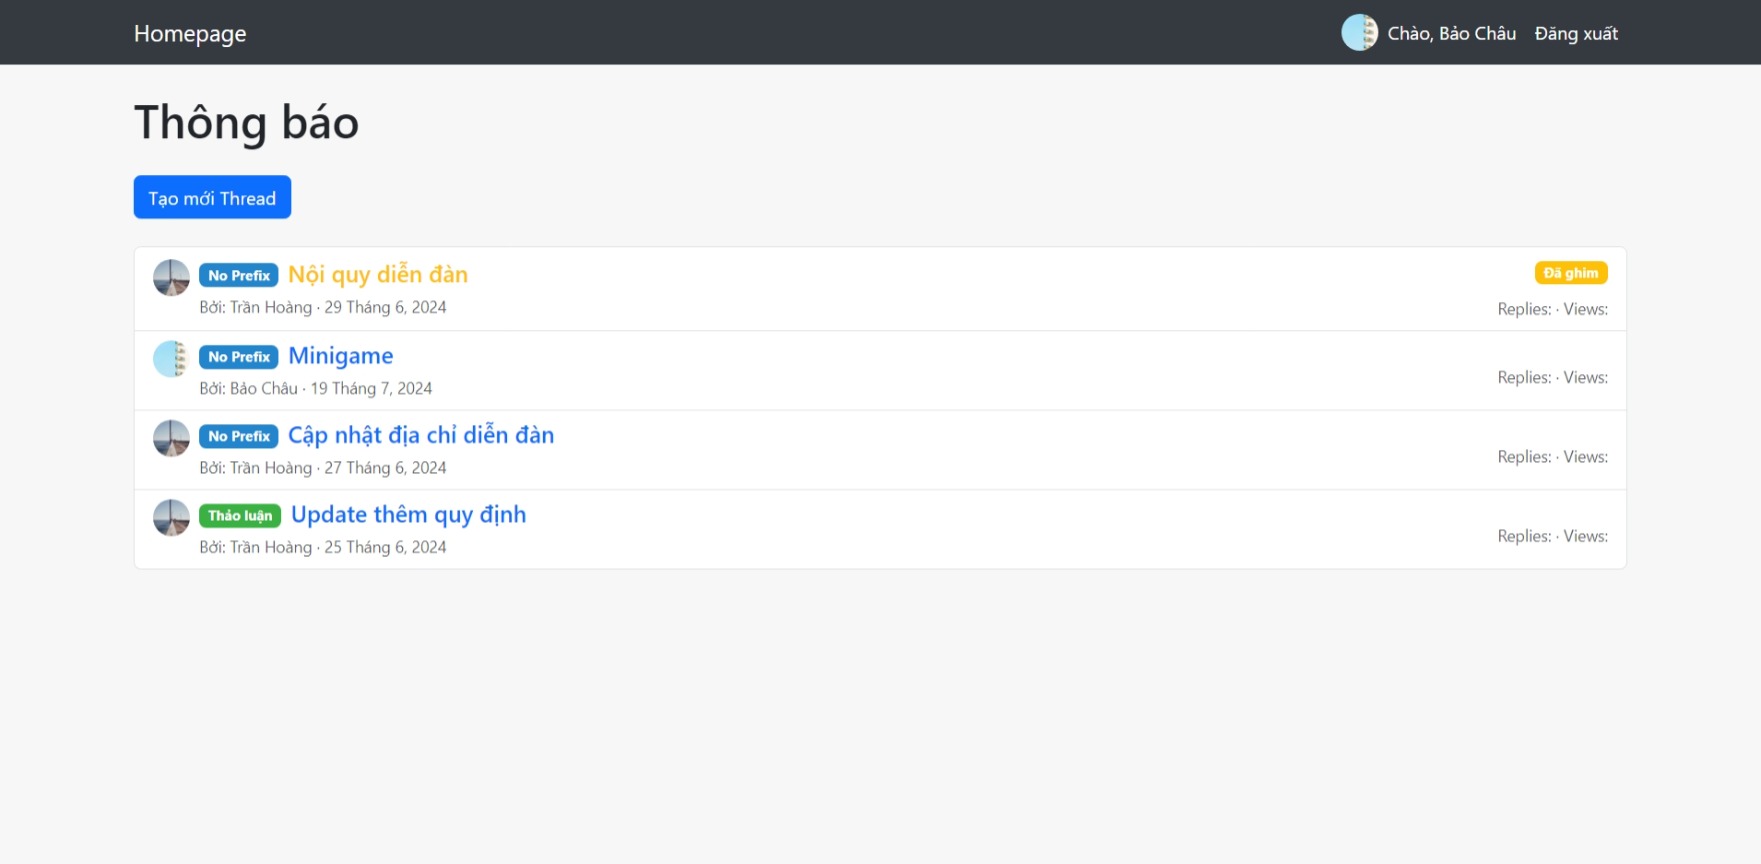 Homepage
Chào, Bảo Châu
Đăng xuất
Thông báo
Tạo mới Thread
No Prefix Nội quy diễn đàn
Đã ghim
Bởi: Trần Hoàng · 29 Tháng 6, 2024
Replies: · Views:
No Prefix Minigame
Bởi: Bảo Châu · 19 Tháng 7, 2024
Replies: · Views:
No Prefix Cập nhật địa chỉ diễn đàn
Bởi: Trần Hoàng · 27 Tháng 6, 2024
Replies: · Views:
Thảo luận Update thêm quy định
Bởi: Trần Hoàng · 25 Tháng 6, 2024
Replies: · Views: